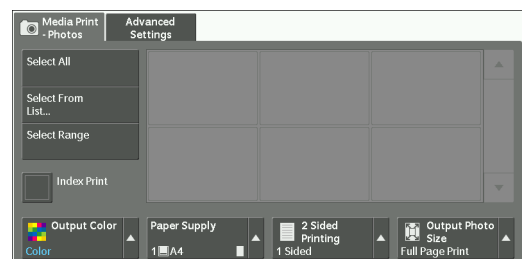 Media Print
- Photos
Advanced
Settings
Select All
Select From
List...
Select Range
Index Print
Output Color
Color
Paper Supply
1 A4
2 Sided
Printing
1 Sided
Output Photo
Size
Full Page Print